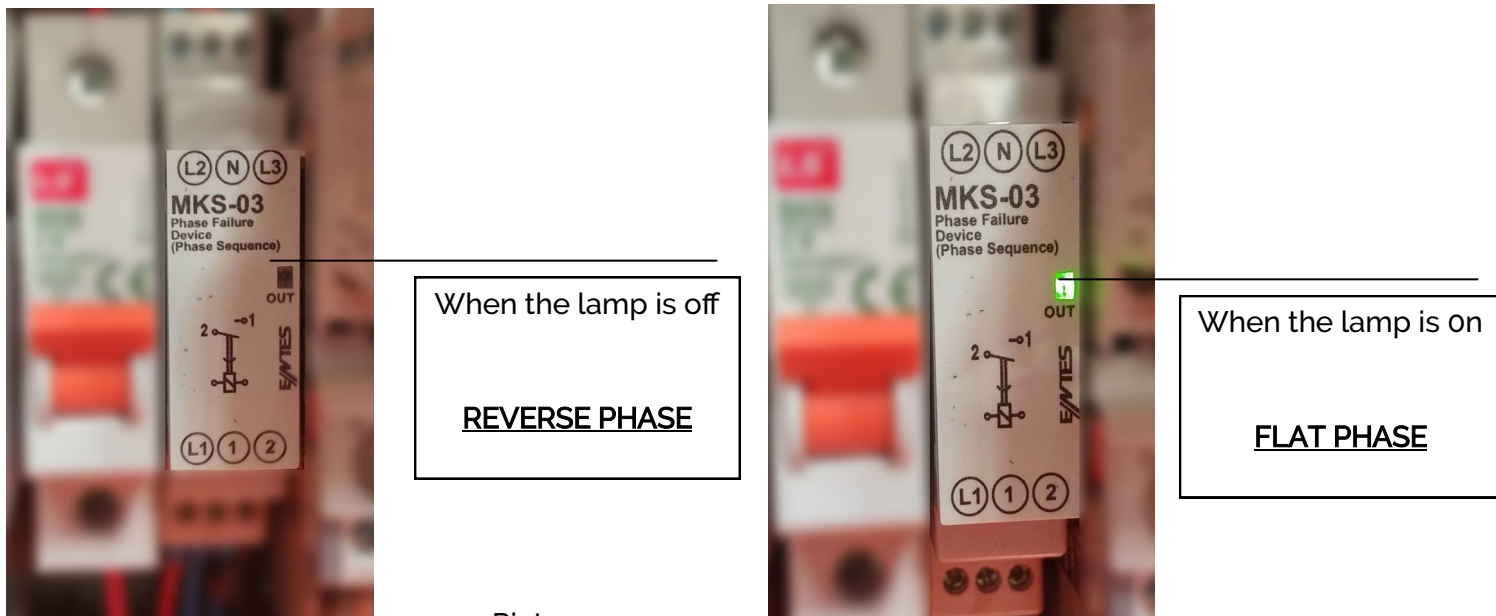 L2 N L3
MKS-03
Phase Failure
Device
(Phase Sequence)
OUT
2 1
ENTES
L1 1 2
When the lamp is off
REVERSE PHASE
L2 N L3
MKS-03
Phase Failure
Device
(Phase Sequence)
OUT
2 1
ENTES
L1 1 2
When the lamp is 0n
FLAT PHASE